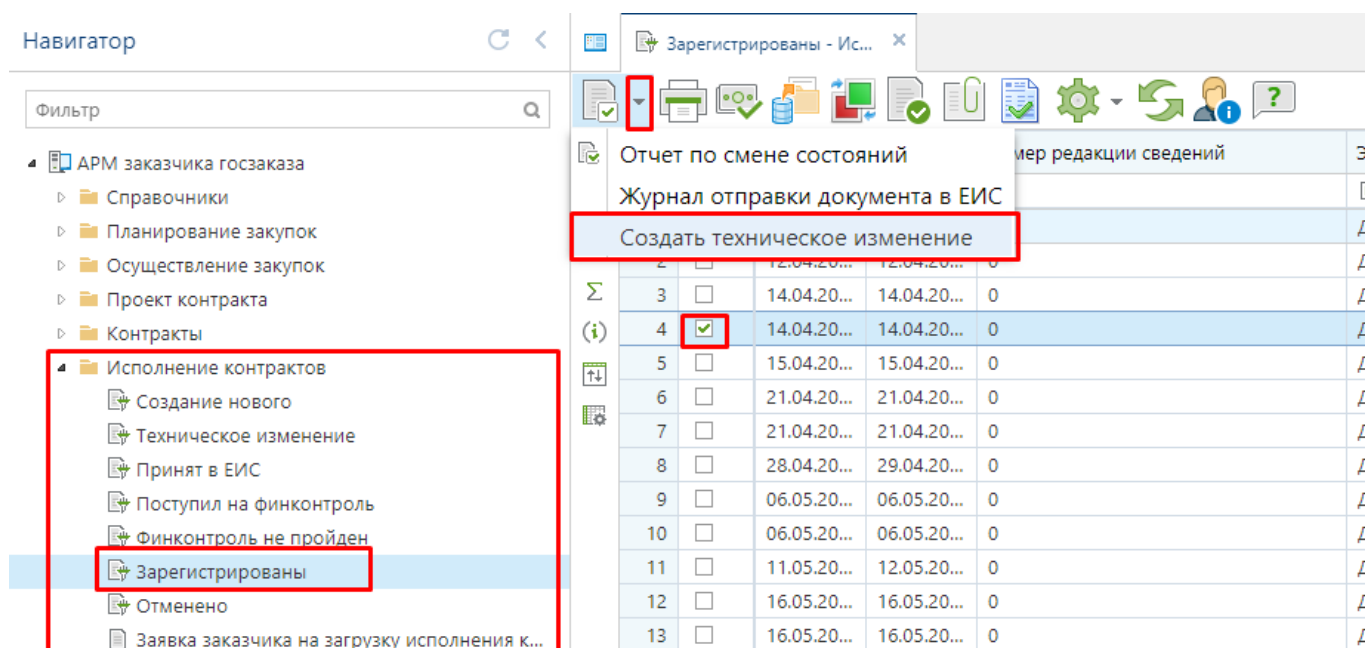 Навигатор
Зарегистрированы - Ис...
Фильтр
АРМ заказчика госзаказа
Справочники
Планирование закупок
Осуществление закупок
Проект контракта
Контракты
Исполнение контрактов
Создание нового
Техническое изменение
Принят в ЕИС
Поступил на финконтроль
Финконтроль не пройден
Зарегистрированы
Отменено
Заявка заказчика на загрузку исполнения к...
Отчет по смене состояний
Журнал отправки документа в ЕИС
Создать техническое изменение
мер редакции сведений
2 12.04.20... 12.04.20... 0
3 14.04.20... 14.04.20... 0
4 14.04.20... 14.04.20... 0
5 15.04.20... 15.04.20... 0
6 21.04.20... 21.04.20... 0
7 21.04.20... 21.04.20... 0
8 28.04.20... 29.04.20... 0
9 06.05.20... 06.05.20... 0
10 06.05.20... 06.05.20... 0
11 11.05.20... 12.05.20... 0
12 16.05.20... 16.05.20... 0
13 16.05.20... 16.05.20... 0